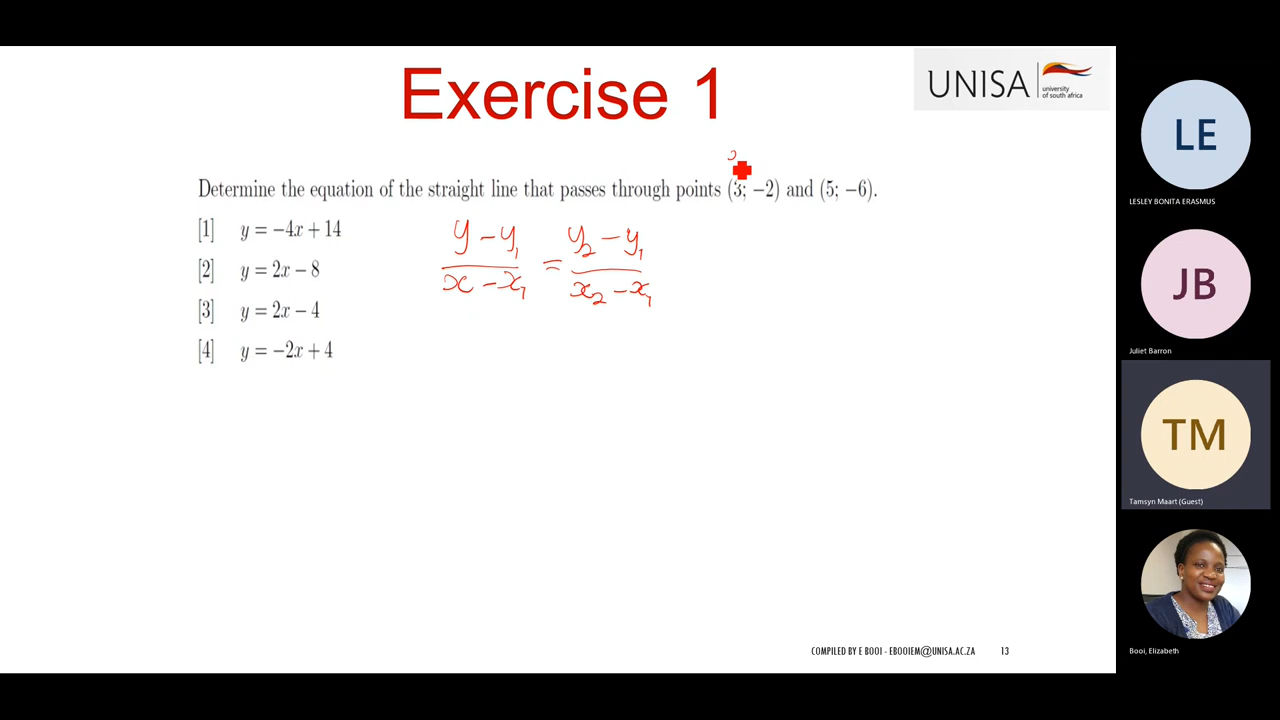 Exercise 1
UNISA
university
of south africa
Determine the equation of the straight line that passes through points (3; −2) and (5; −6).
[1] y = −4x + 14
[2] y = 2x − 8
[3] y = 2x − 4
[4] y = −2x + 4
y − y₁ = y₂ − y₁
x − x₁ x₂ − x₁
COMPILED BY E BOOI - EBOOIEM@UNISA.AC.ZA 13
LE
LESLEY BONITA ERASMUS
JB
Juliet Barron
TM
Tamsyn Maart (Guest)
Booi, Elizabeth